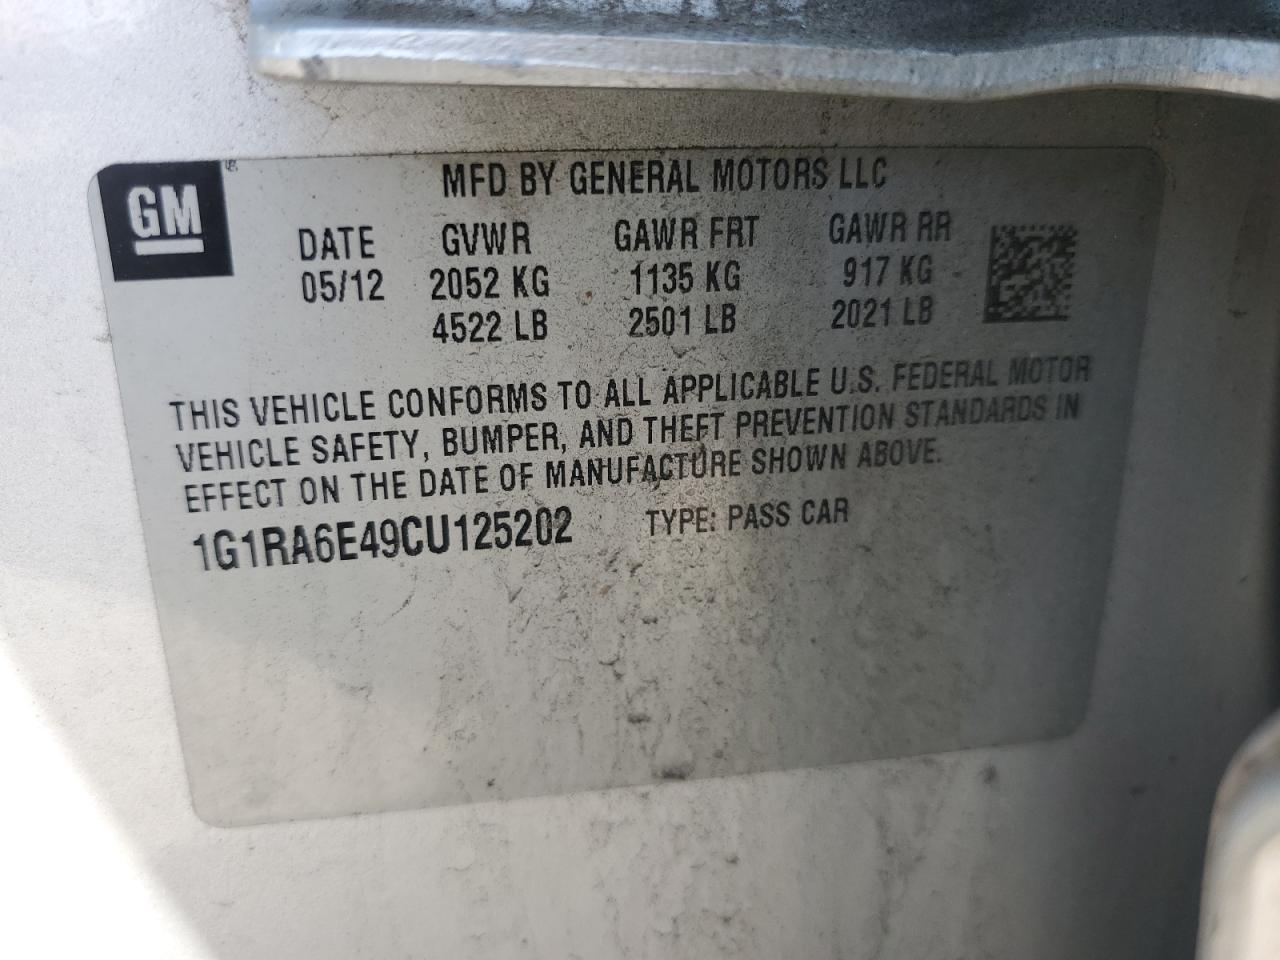 GM
MFD BY GENERAL MOTORS LLC
DATE GVWR GAWR FRT GAWR RR
05/12 2052 KG 1135 KG 917 KG
4522 LB 2501 LB 2021 LB
THIS VEHICLE CONFORMS TO ALL APPLICABLE U.S. FEDERAL MOTOR
VEHICLE SAFETY, BUMPER, AND THEFT PREVENTION STANDARDS IN
EFFECT ON THE DATE OF MANUFACTURE SHOWN ABOVE.
1G1RA6E49CU125202 TYPE: PASS CAR